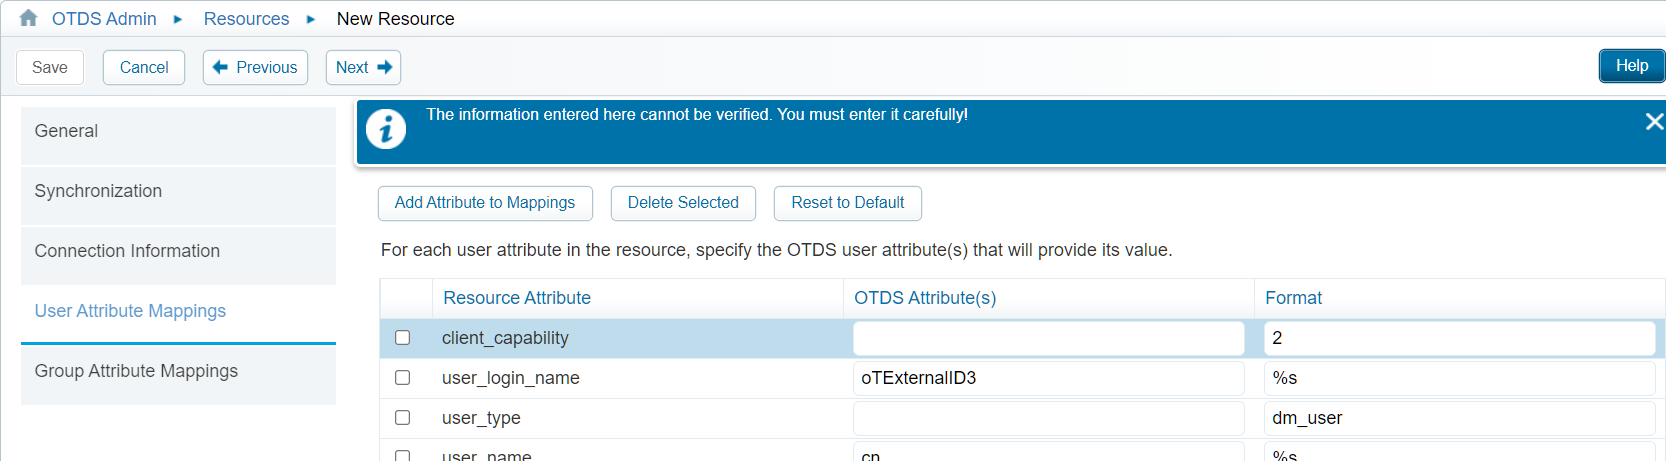 OTDS Admin ▸ Resources ▸ New Resource
Save Cancel Previous Next Help
General
Synchronization
Connection Information
User Attribute Mappings
Group Attribute Mappings
The information entered here cannot be verified. You must enter it carefully!
Add Attribute to Mappings Delete Selected Reset to Default
For each user attribute in the resource, specify the OTDS user attribute(s) that will provide its value.
Resource Attribute OTDS Attribute(s) Format
client_capability 2
user_login_name oTExternalID3 %s
user_type dm_user
user_name cn %s